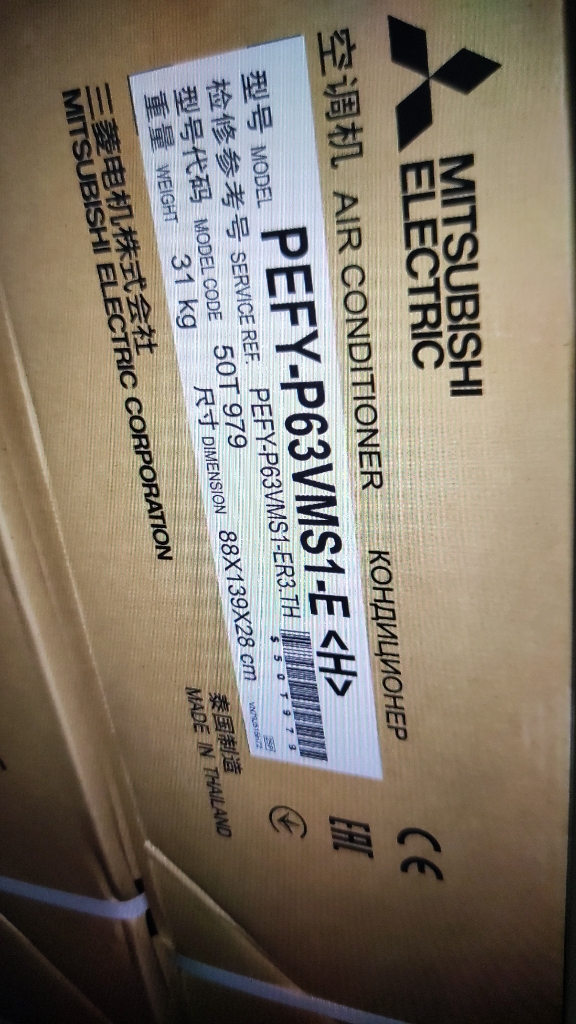 MITSUBISHI
ELECTRIC
空调机 AIR CONDITIONER КОНДИЦИОНЕР
型号 MODEL PEFY-P63VMS1-E <H>
检修参考号 SERVICE REF. PEFY-P63VMS1-ER3.TH
$50T979
型号代码 MODEL CODE 50T 979
重量 WEIGHT 31 kg 尺寸 DIMENSION 88X139X28 cm
三菱电机株式会社
MITSUBISHI ELECTRIC CORPORATION
泰国制造
MADE IN THAILAND
CE
EAC